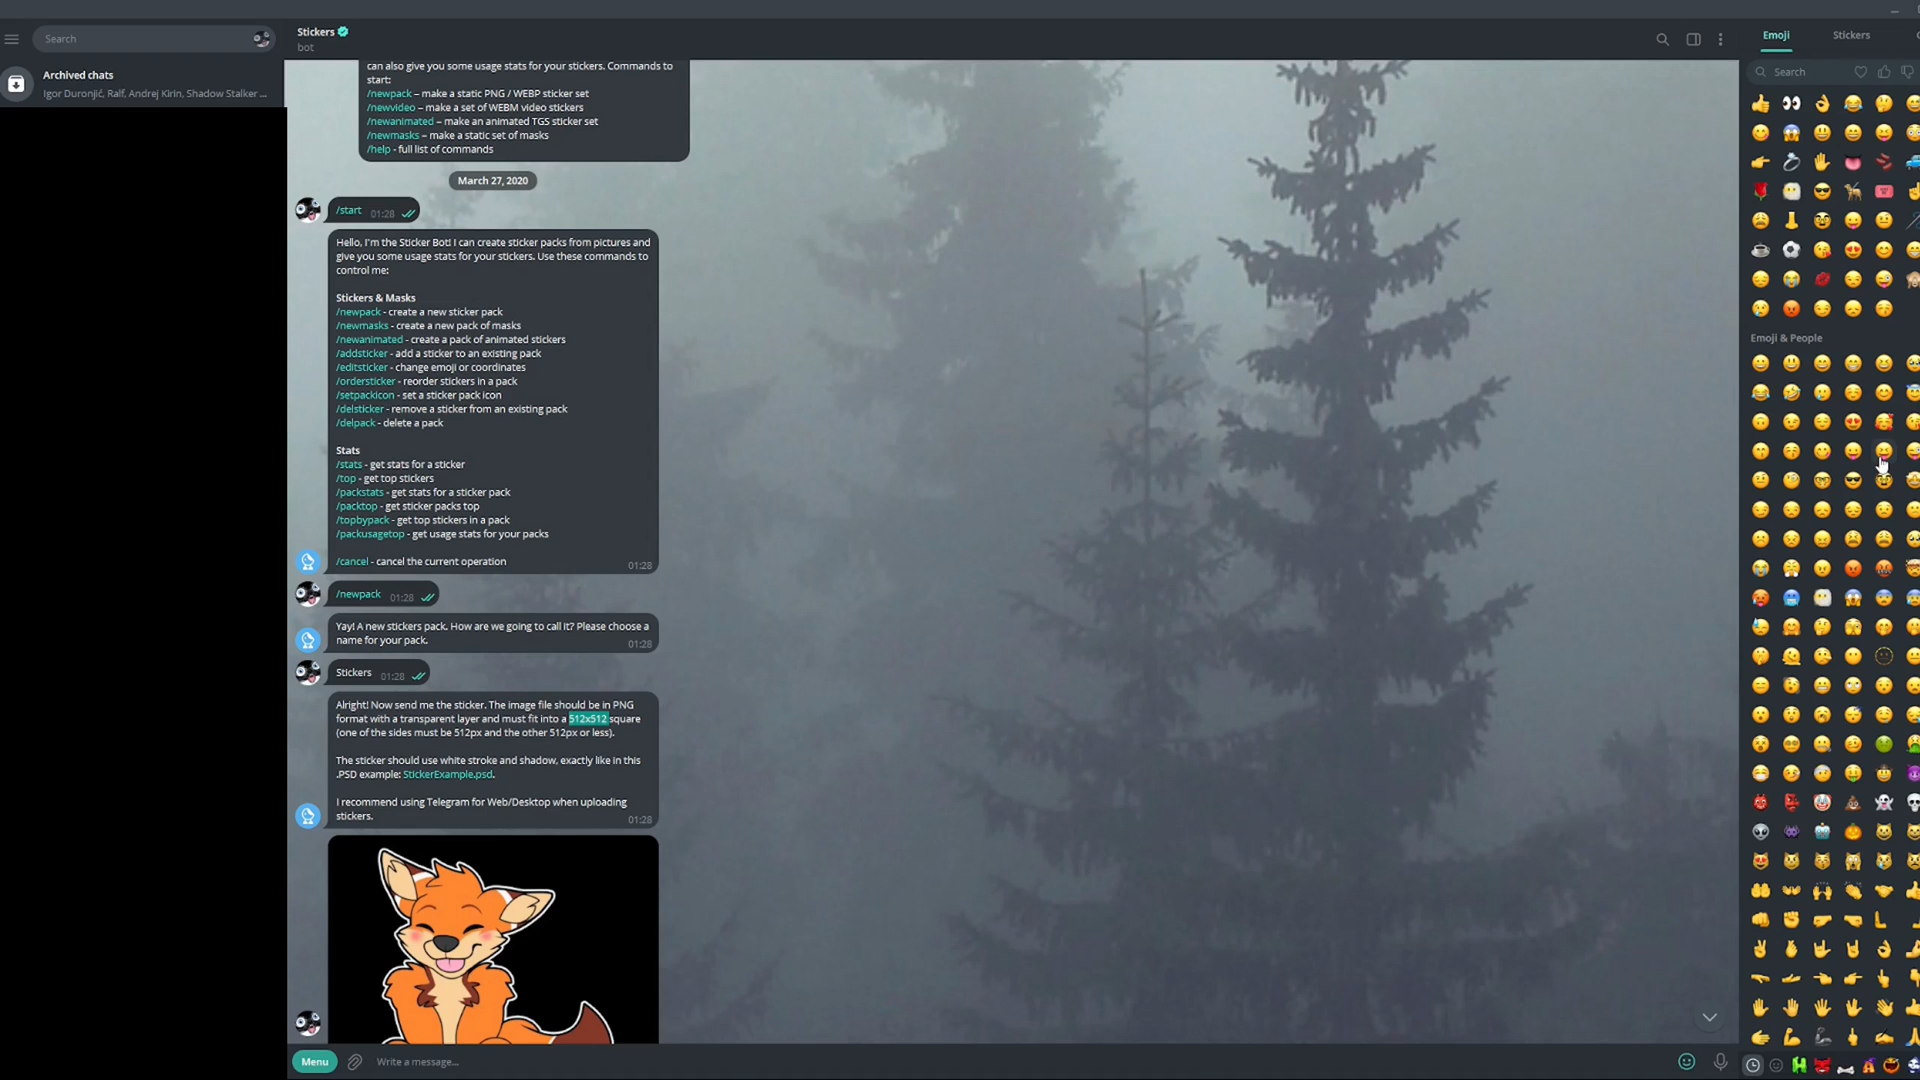 Search
Archived chats
Igor Duronjić, Ralf, Andrej Kirin, Shadow Stalker ...
Stickers
bot
can also give you some usage stats for your stickers. Commands to
start:
/newpack – make a static PNG / WEBP sticker set
/newvideo – make a set of WEBM video stickers
/newanimated – make an animated TGS sticker set
/newmasks – make a static set of masks
/help - full list of commands
March 27, 2020
/start 01:28
Hello, I'm the Sticker Bot! I can create sticker packs from pictures and
give you some usage stats for your stickers. Use these commands to
control me:
Stickers & Masks
/newpack - create a new sticker pack
/newmasks - create a new pack of masks
/newanimated - create a pack of animated stickers
/addsticker - add a sticker to an existing pack
/editsticker - change emoji or coordinates
/ordersticker - reorder stickers in a pack
/setpackicon - set a sticker pack icon
/delsticker - remove a sticker from an existing pack
/delpack - delete a pack
Stats
/stats - get stats for a sticker
/top - get top stickers
/packstats - get stats for a sticker pack
/packtop - get sticker packs top
/topbypack - get top stickers in a pack
/packusagetop - get usage stats for your packs
/cancel - cancel the current operation
01:28
/newpack 01:28
Yay! A new stickers pack. How are we going to call it? Please choose a
name for your pack.
01:28
Stickers 01:28
Alright! Now send me the sticker. The image file should be in PNG
format with a transparent layer and must fit into a 512x512 square
(one of the sides must be 512px and the other 512px or less).
The sticker should use white stroke and shadow, exactly like in this
.PSD example: StickerExample.psd.
I recommend using Telegram for Web/Desktop when uploading
stickers.
01:28
Menu
Write a message...
Emoji
Stickers
Search
Emoji & People